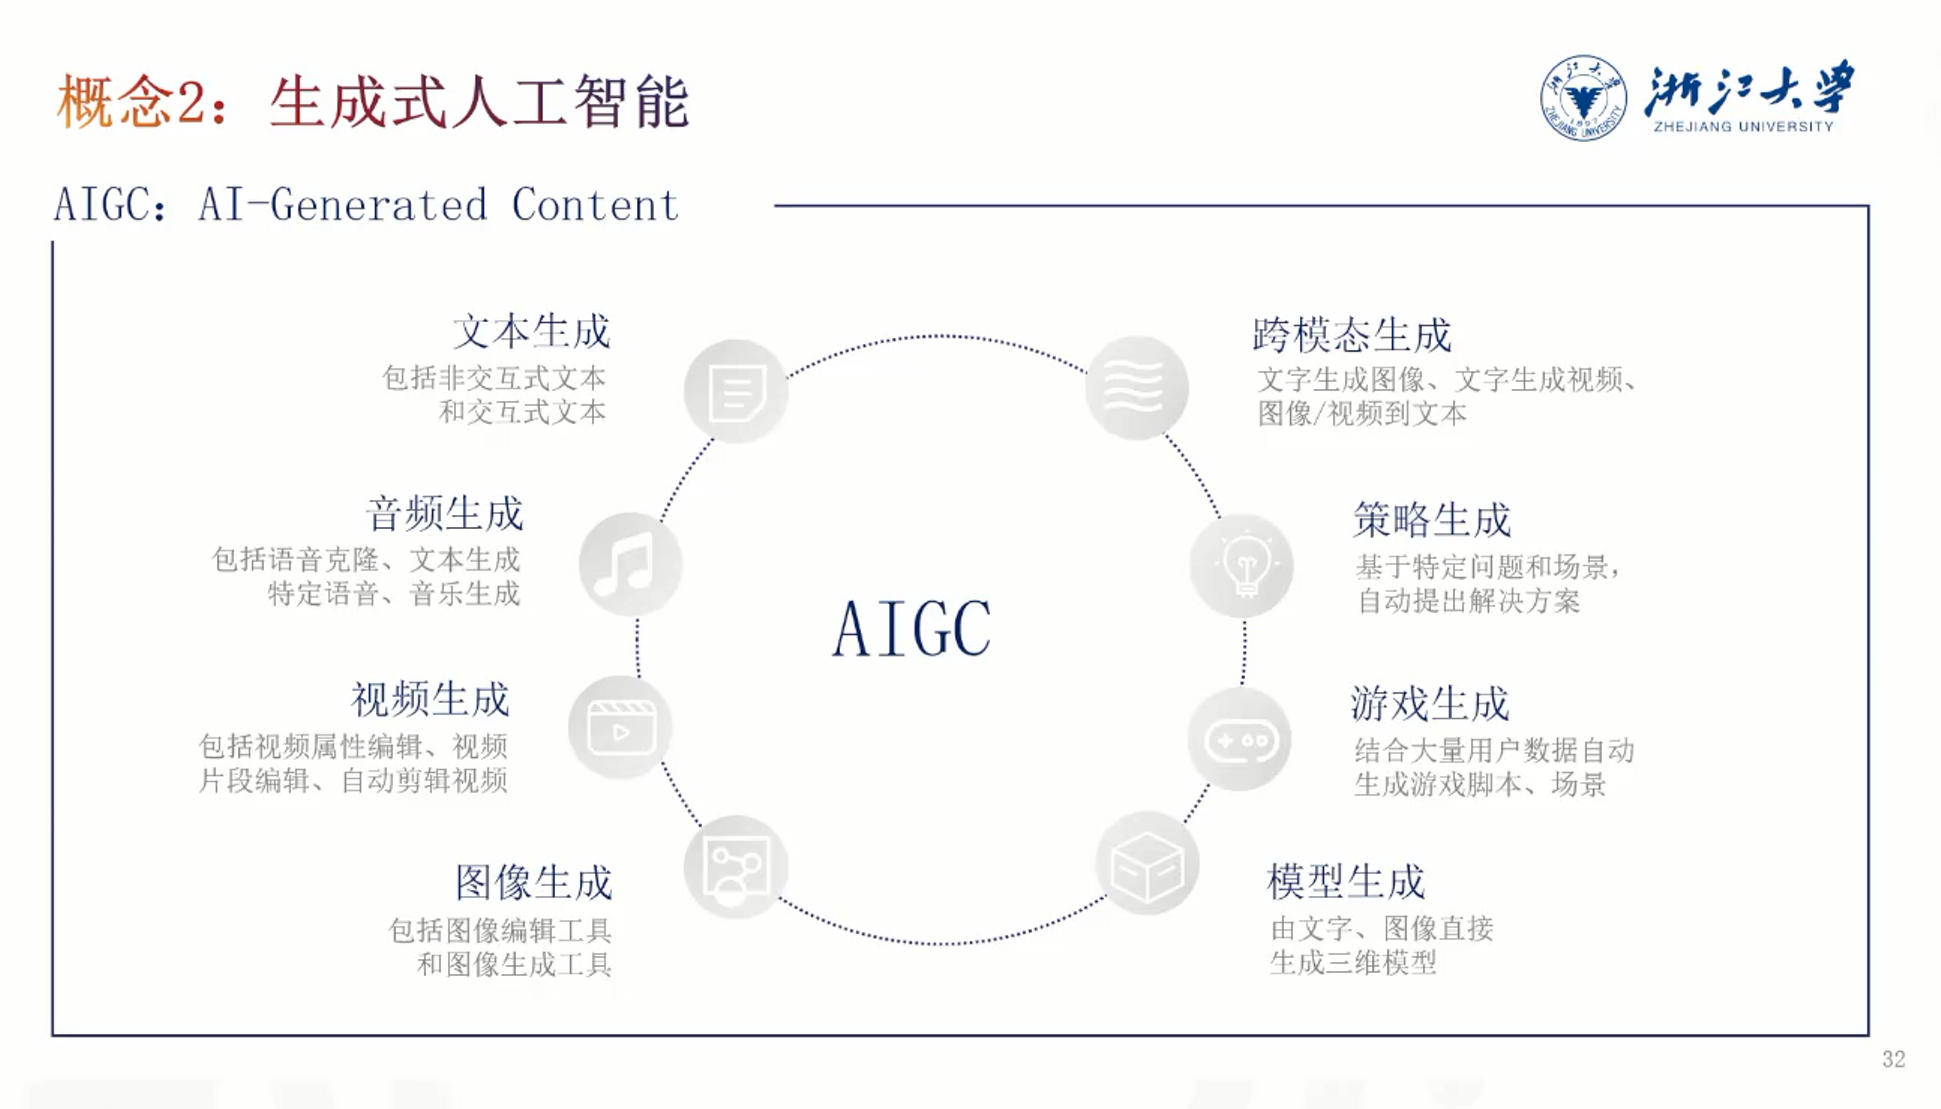 概念2：生成式人工智能
浙江大学
ZHEJIANG UNIVERSITY
浙江大学
ZHEJIANG UNIVERSITY
1897
AIGC：AI-Generated Content
文本生成
包括非交互式文本
和交互式文本
音频生成
包括语音克隆、文本生成
特定语音、音乐生成
视频生成
包括视频属性编辑、视频
片段编辑、自动剪辑视频
图像生成
包括图像编辑工具
和图像生成工具
AIGC
跨模态生成
文字生成图像、文字生成视频、
图像/视频到文本
策略生成
基于特定问题和场景，
自动提出解决方案
游戏生成
结合大量用户数据自动
生成游戏脚本、场景
模型生成
由文字、图像直接
生成三维模型
32